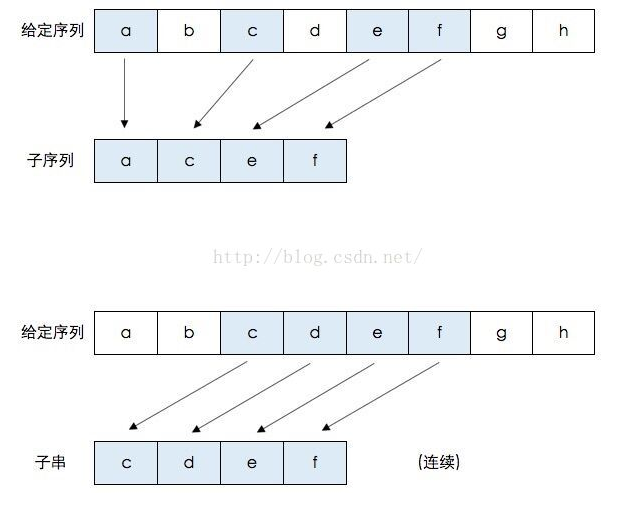 给定序列 a b c d e f g h
子序列 a c e f
http://blog.csdn.net/
给定序列 a b c d e f g h
子串 c d e f (连续)